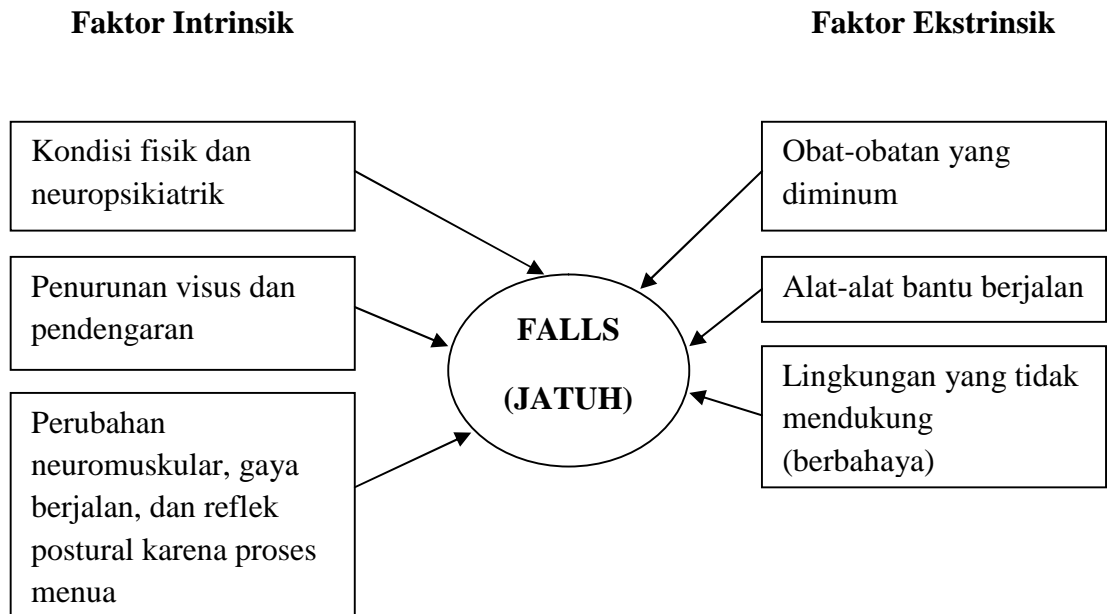 Faktor Intrinsik
Faktor Ekstrinsik
Kondisi fisik dan
neuropsikiatrik
Penurunan visus dan
pendengaran
Perubahan
neuromuskular, gaya
berjalan, dan reflek
postural karena proses
menua
FALLS
(JATUH)
Obat-obatan yang
diminum
Alat-alat bantu berjalan
Lingkungan yang tidak
mendukung
(berbahaya)